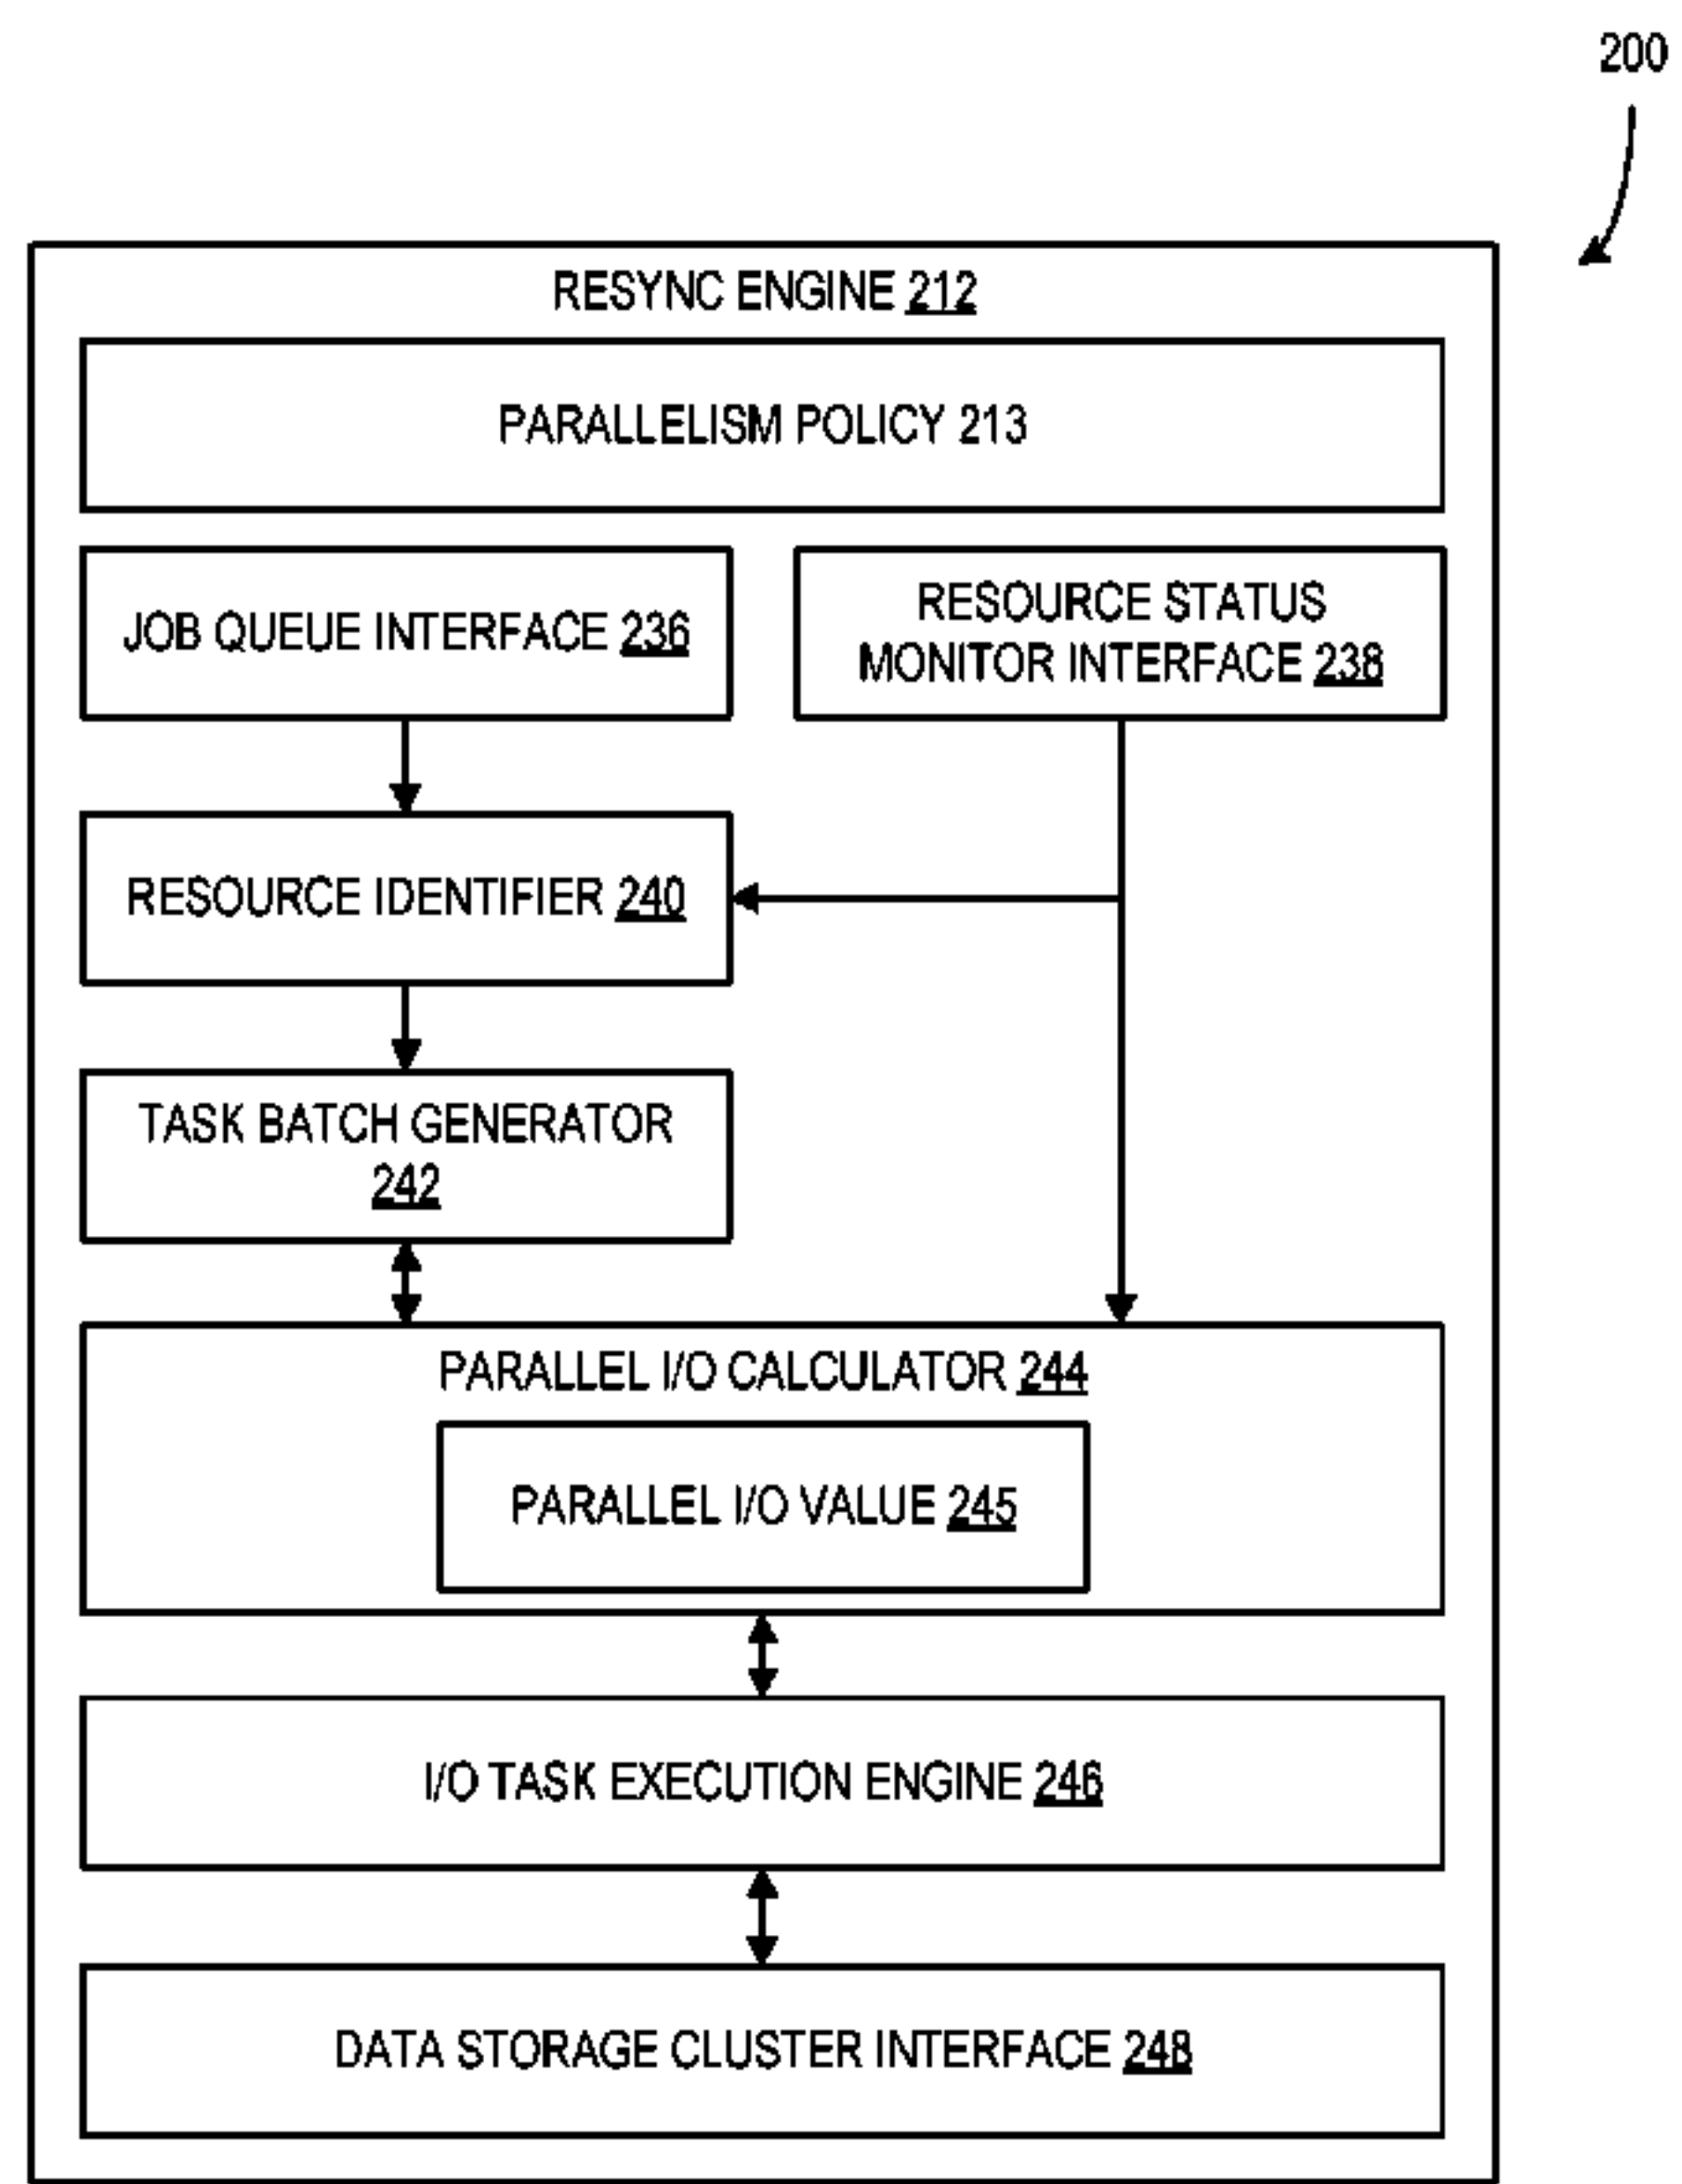 200
RESYNC ENGINE 212
PARALLELISM POLICY 213
JOB QUEUE INTERFACE 236
RESOURCE STATUS
MONITOR INTERFACE 238
RESOURCE IDENTIFIER 240
TASK BATCH GENERATOR
242
PARALLEL I/O CALCULATOR 244
PARALLEL I/O VALUE 245
I/O TASK EXECUTION ENGINE 246
DATA STORAGE CLUSTER INTERFACE 248